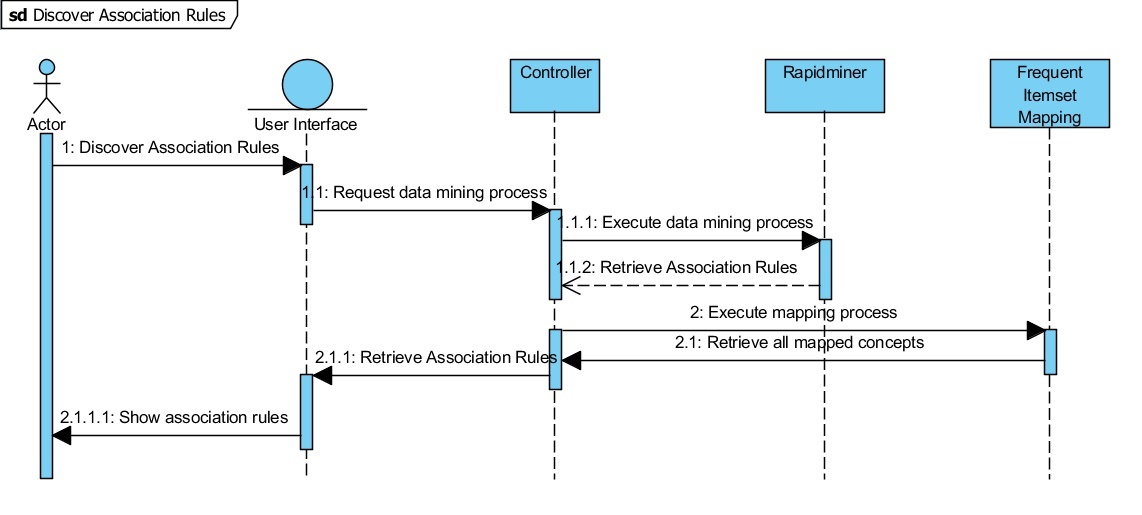 sd Discover Association Rules
Actor
User Interface
Controller
Rapidminer
Frequent
Itemset
Mapping
1: Discover Association Rules
1.1: Request data mining process
1.1.1: Execute data mining process
1.1.2: Retrieve Association Rules
2: Execute mapping process
2.1: Retrieve all mapped concepts
2.1.1: Retrieve Association Rules
2.1.1.1: Show association rules